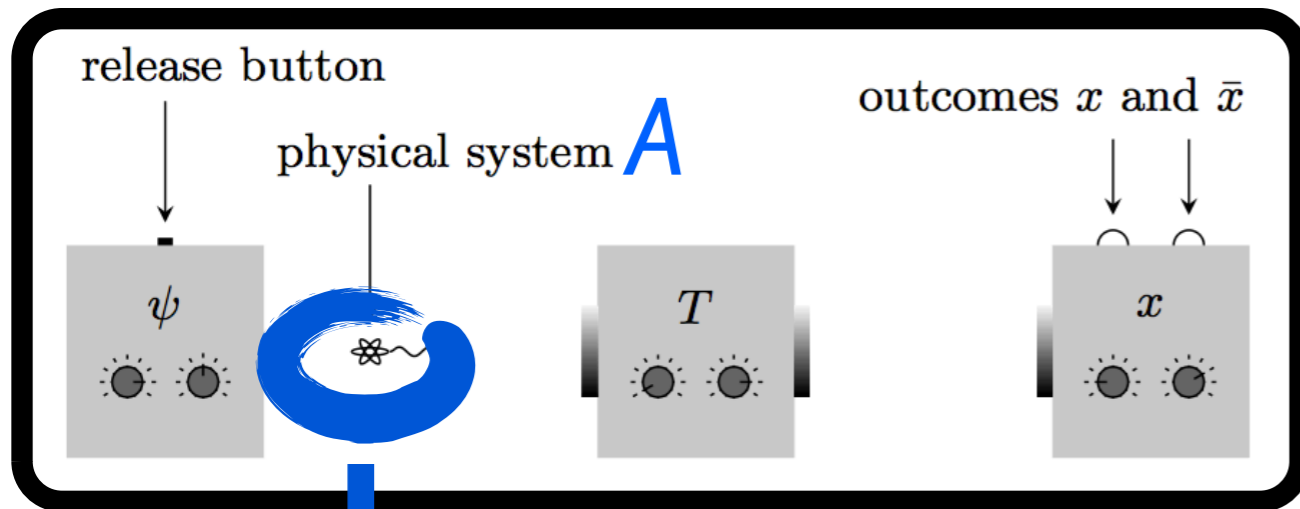 release button
outcomes x and x̄
physical system A
ψ
T
x